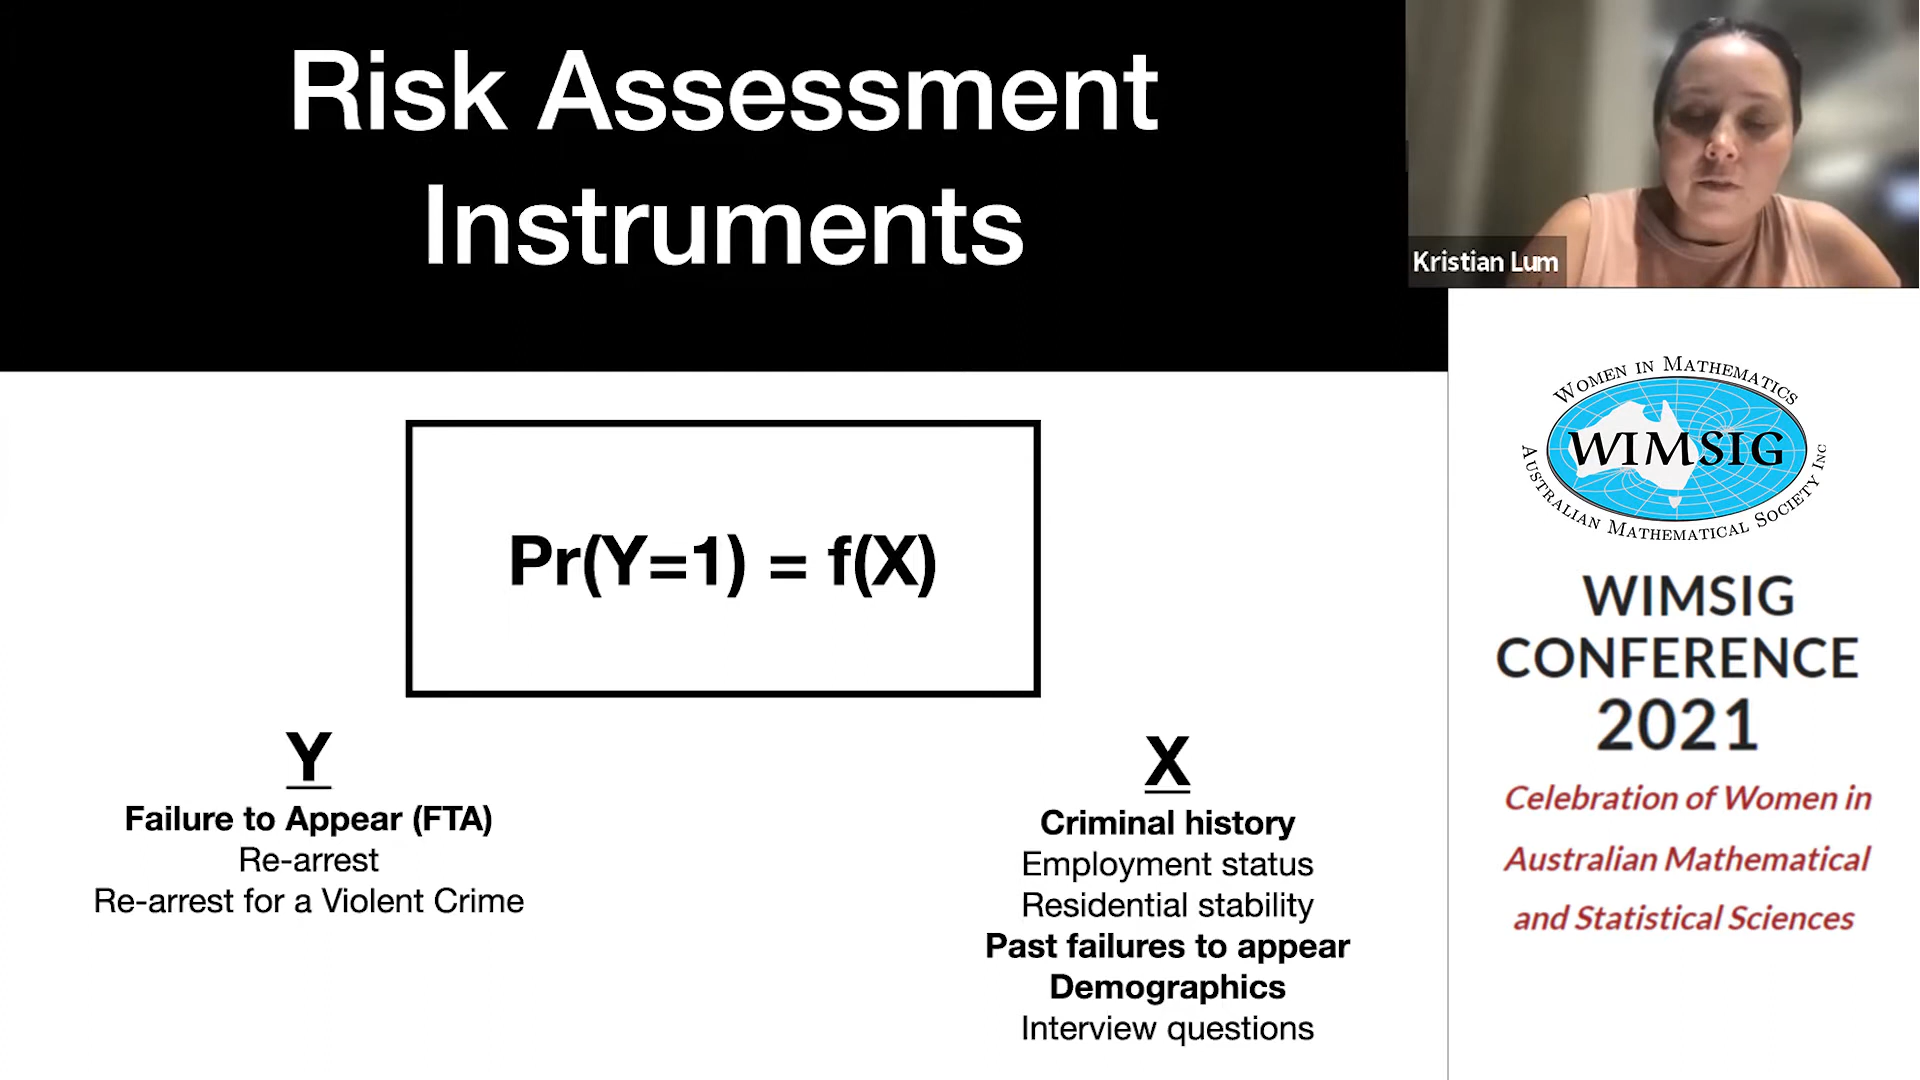 Risk Assessment
Instruments
Pr(Y=1) = f(X)
Y
Failure to Appear (FTA)
Re-arrest
Re-arrest for a Violent Crime
X
Criminal history
Employment status
Residential stability
Past failures to appear
Demographics
Interview questions
Kristian Lum
WOMEN IN MATHEMATICS
WIMSIG
AUSTRALIAN MATHEMATICAL SOCIETY INC
WIMSIG
CONFERENCE
2021
Celebration of Women in
Australian Mathematical
and Statistical Sciences